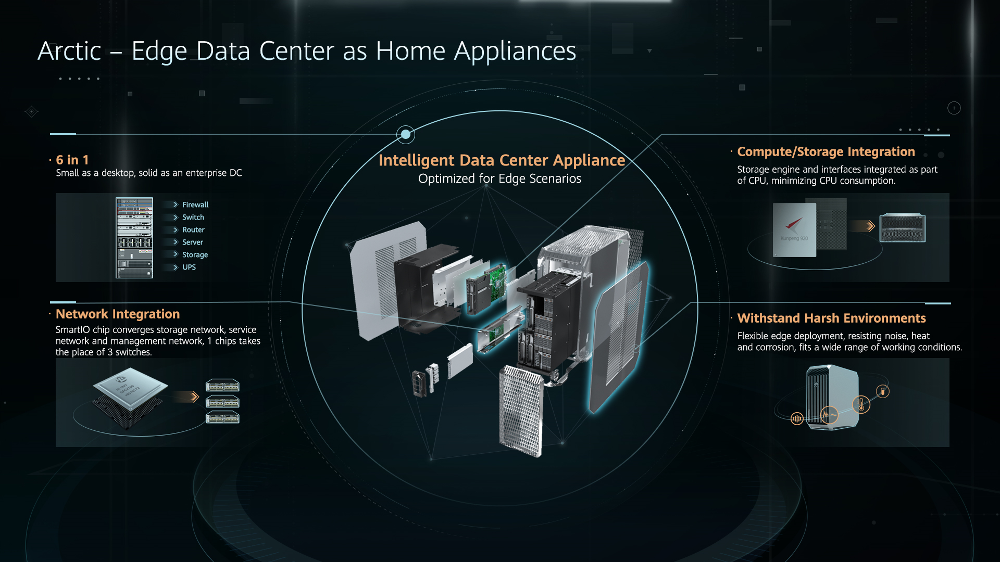 Arctic – Edge Data Center as Home Appliances
· 6 in 1
Small as a desktop, solid as an enterprise DC
Firewall
Switch
Router
Server
Storage
UPS
· Network Integration
SmartIO chip converges storage network, service
network and management network, 1 chips takes
the place of 3 switches.
Hi 1822
GFCV100
Intelligent Data Center Appliance
Optimized for Edge Scenarios
· Compute/Storage Integration
Storage engine and interfaces integrated as part
of CPU, minimizing CPU consumption.
Kunpeng 920
· Withstand Harsh Environments
Flexible edge deployment, resisting noise, heat
and corrosion, fits a wide range of working conditions.